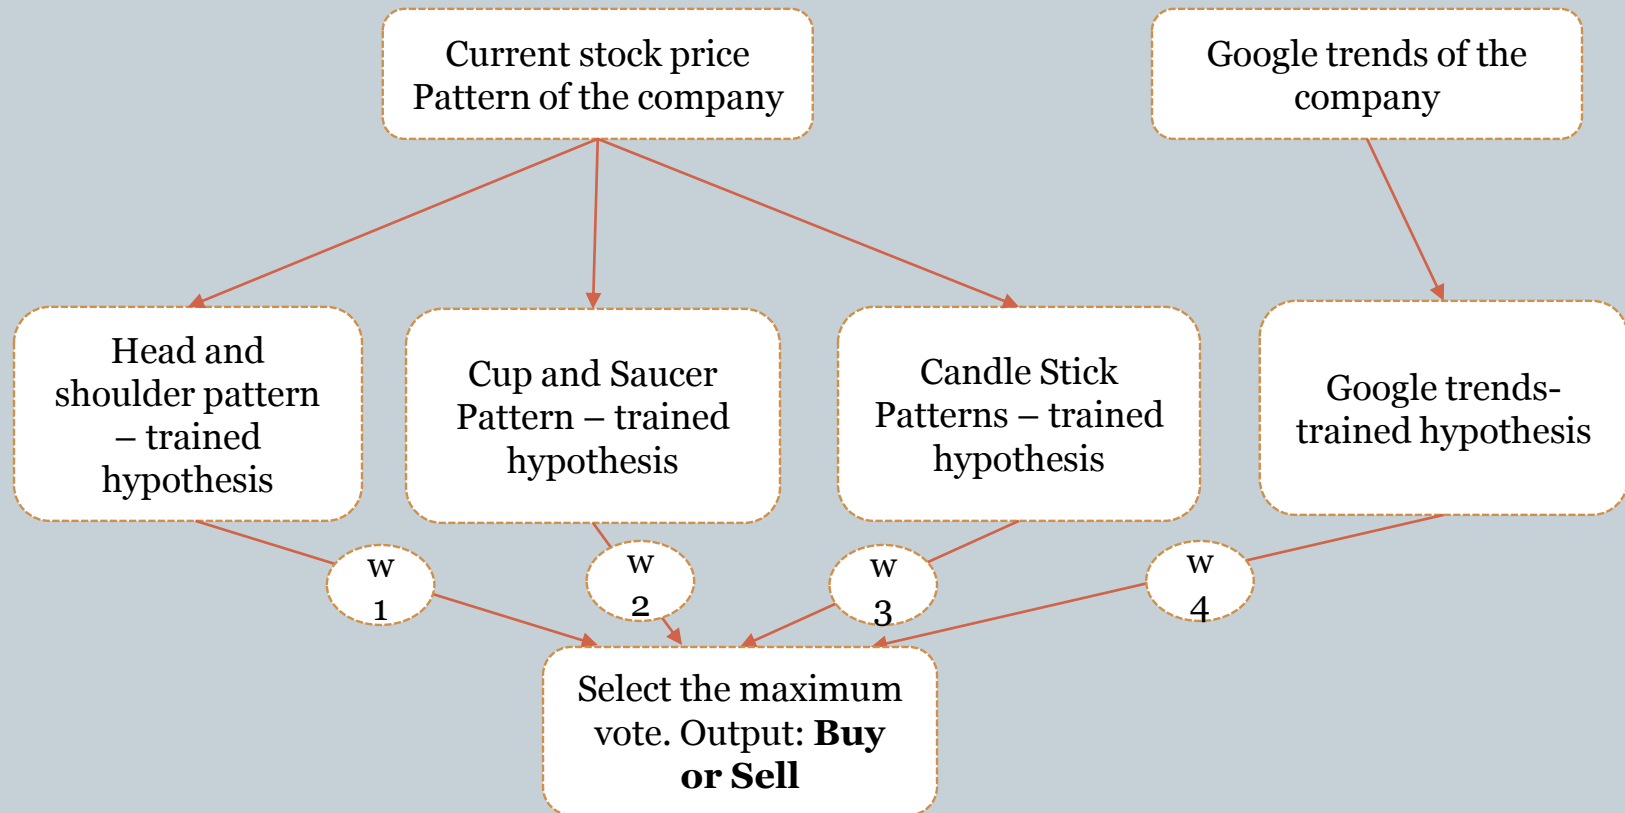 Current stock price
Pattern of the company
Google trends of the
company
Head and
shoulder pattern
– trained
hypothesis
Cup and Saucer
Pattern – trained
hypothesis
Candle Stick
Patterns – trained
hypothesis
Google trends-
trained hypothesis
w
1
w
2
w
3
w
4
Select the maximum
vote. Output: Buy
or Sell